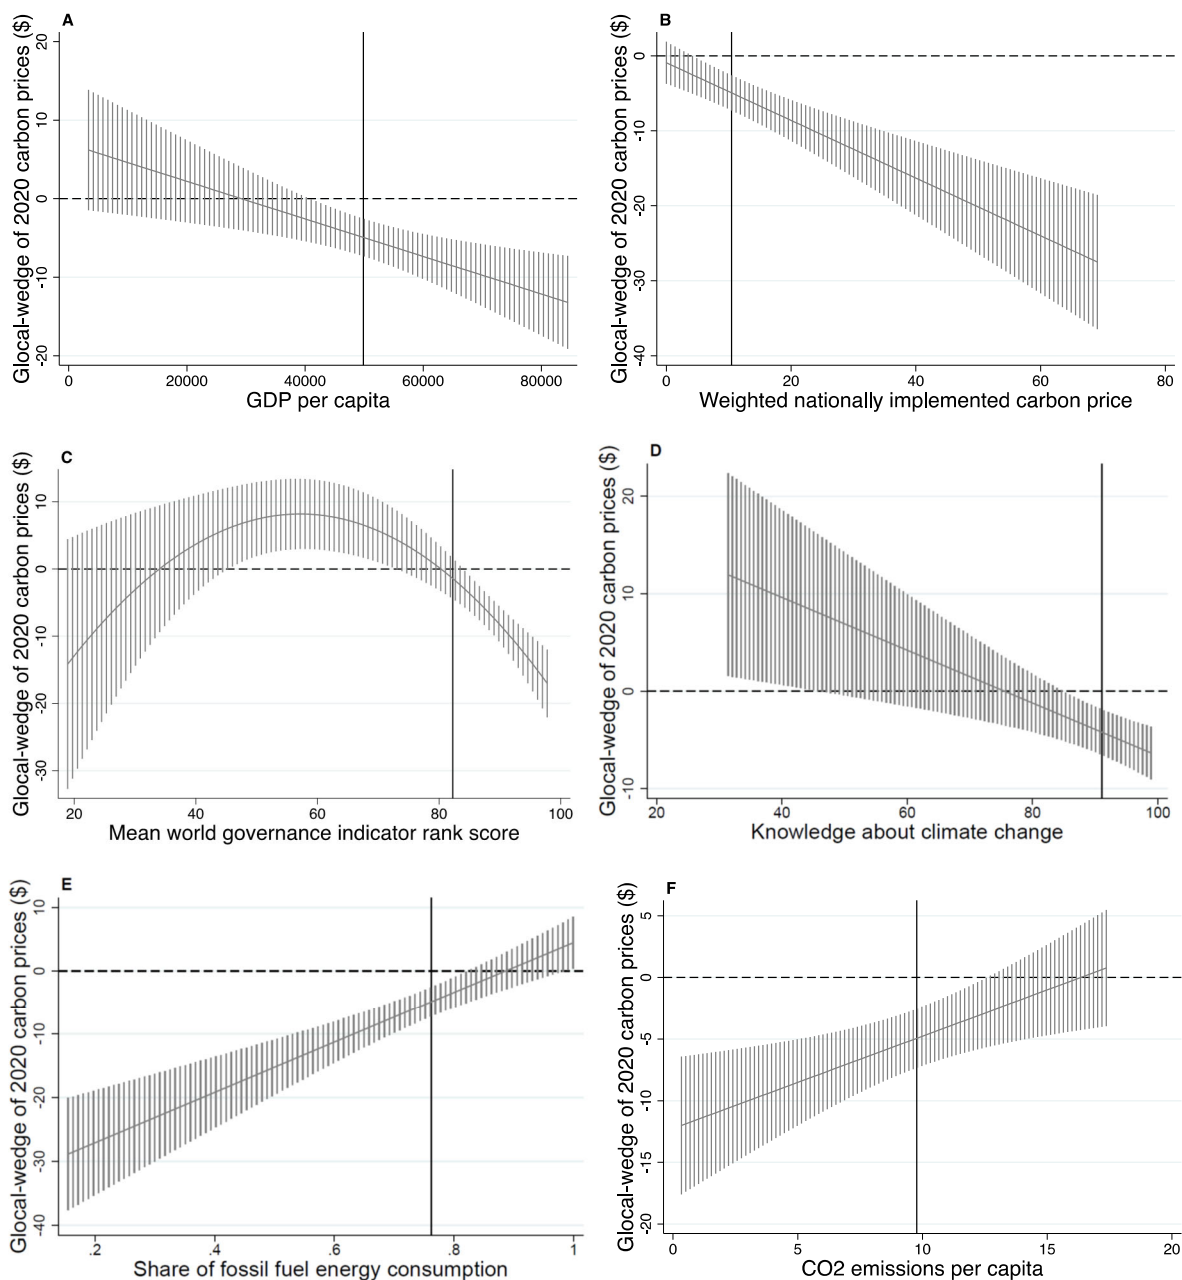 A
Glocal-wedge of 2020 carbon prices ($)
20
10
0
-10
-20
0 20000 40000 60000 80000
GDP per capita
B
Glocal-wedge of 2020 carbon prices ($)
0
-10
-20
-30
-40
0 20 40 60 80
Weighted nationally implemented carbon price
C
Glocal-wedge of 2020 carbon prices ($)
10
0
-10
-20
-30
20 40 60 80 100
Mean world governance indicator rank score
D
Glocal-wedge of 2020 carbon prices ($)
20
10
0
-10
20 40 60 80 100
Knowledge about climate change
E
Glocal-wedge of 2020 carbon prices ($)
10
0
-10
-20
-30
-40
.2 .4 .6 .8 1
Share of fossil fuel energy consumption
F
Glocal-wedge of 2020 carbon prices ($)
5
0
-5
-10
-15
-20
0 5 10 15 20
CO2 emissions per capita